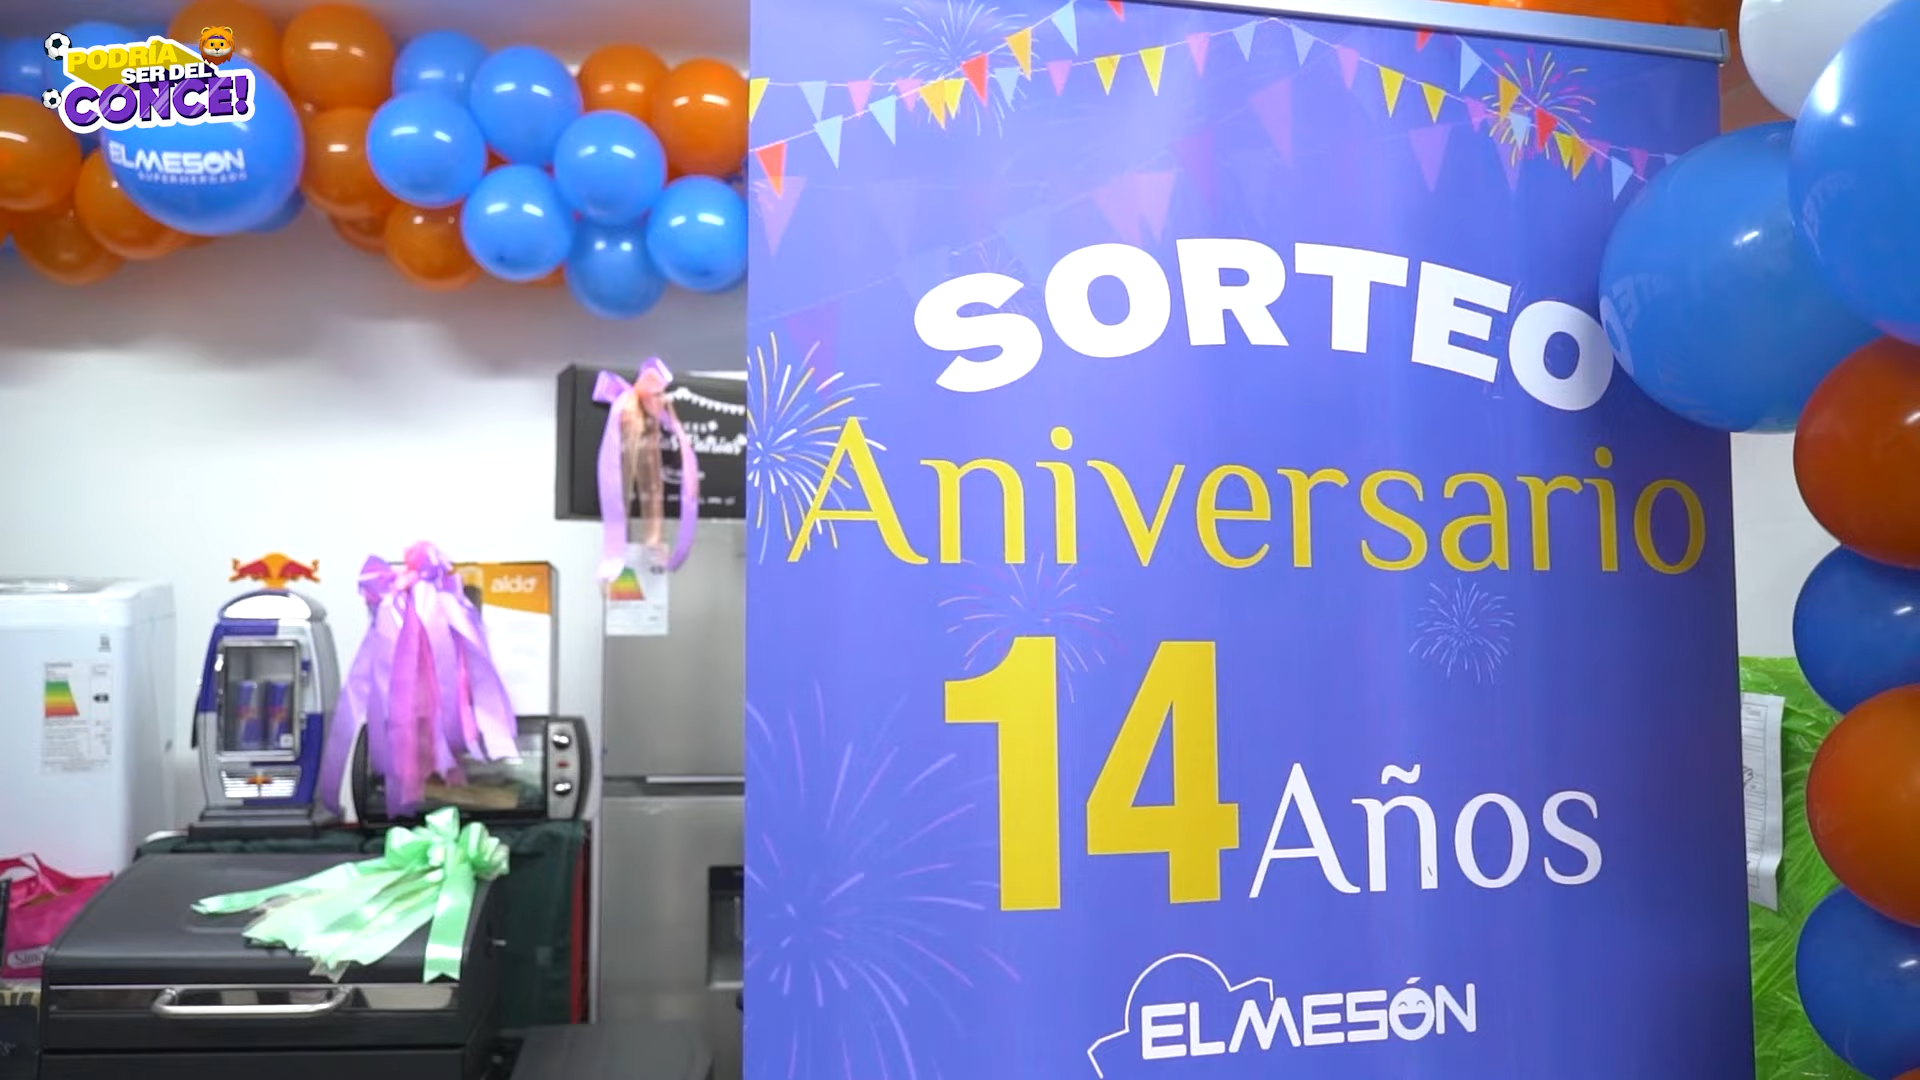 PODRÍA
SER DEL
CONCE!
ELMESON
SUPERMERCADO
SORTEO
Aniversario
14 Años
ELMESÓN
aldo